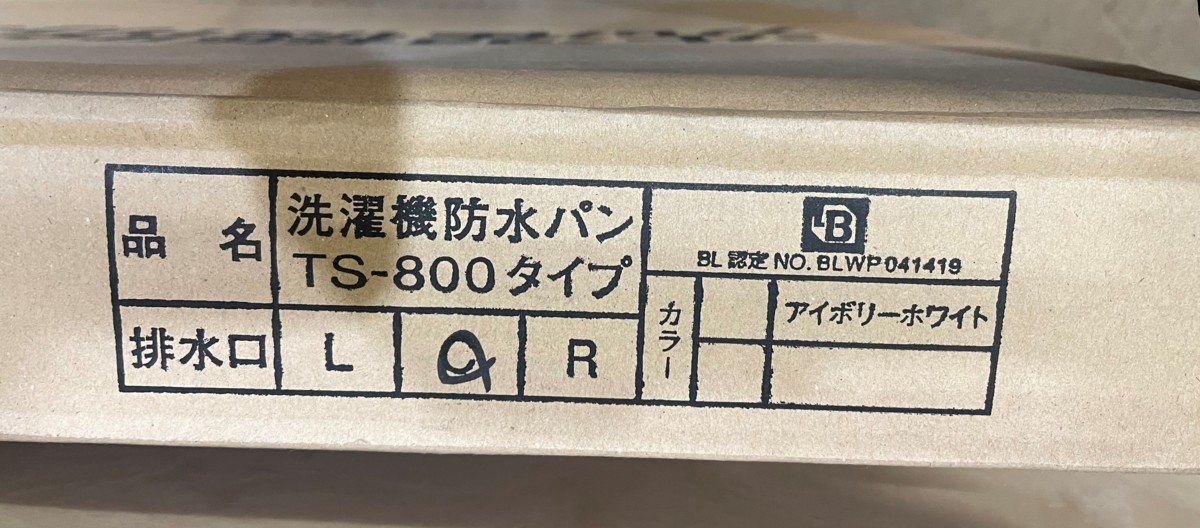 品名
洗濯機防水パン
TS-800タイプ
排水口
L
C
R
BL
BL認定NO.BLWP041419
カラー
アイボリーホワイト